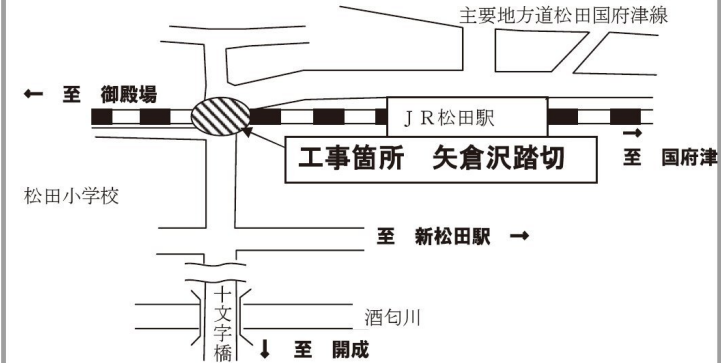 主要地方道松田国府津線
← 至 御殿場
JR松田駅
→
工事箇所 矢倉沢踏切
至 国府津
松田小学校
至 新松田駅 →
十文字橋
酒匂川
↓ 至 開成